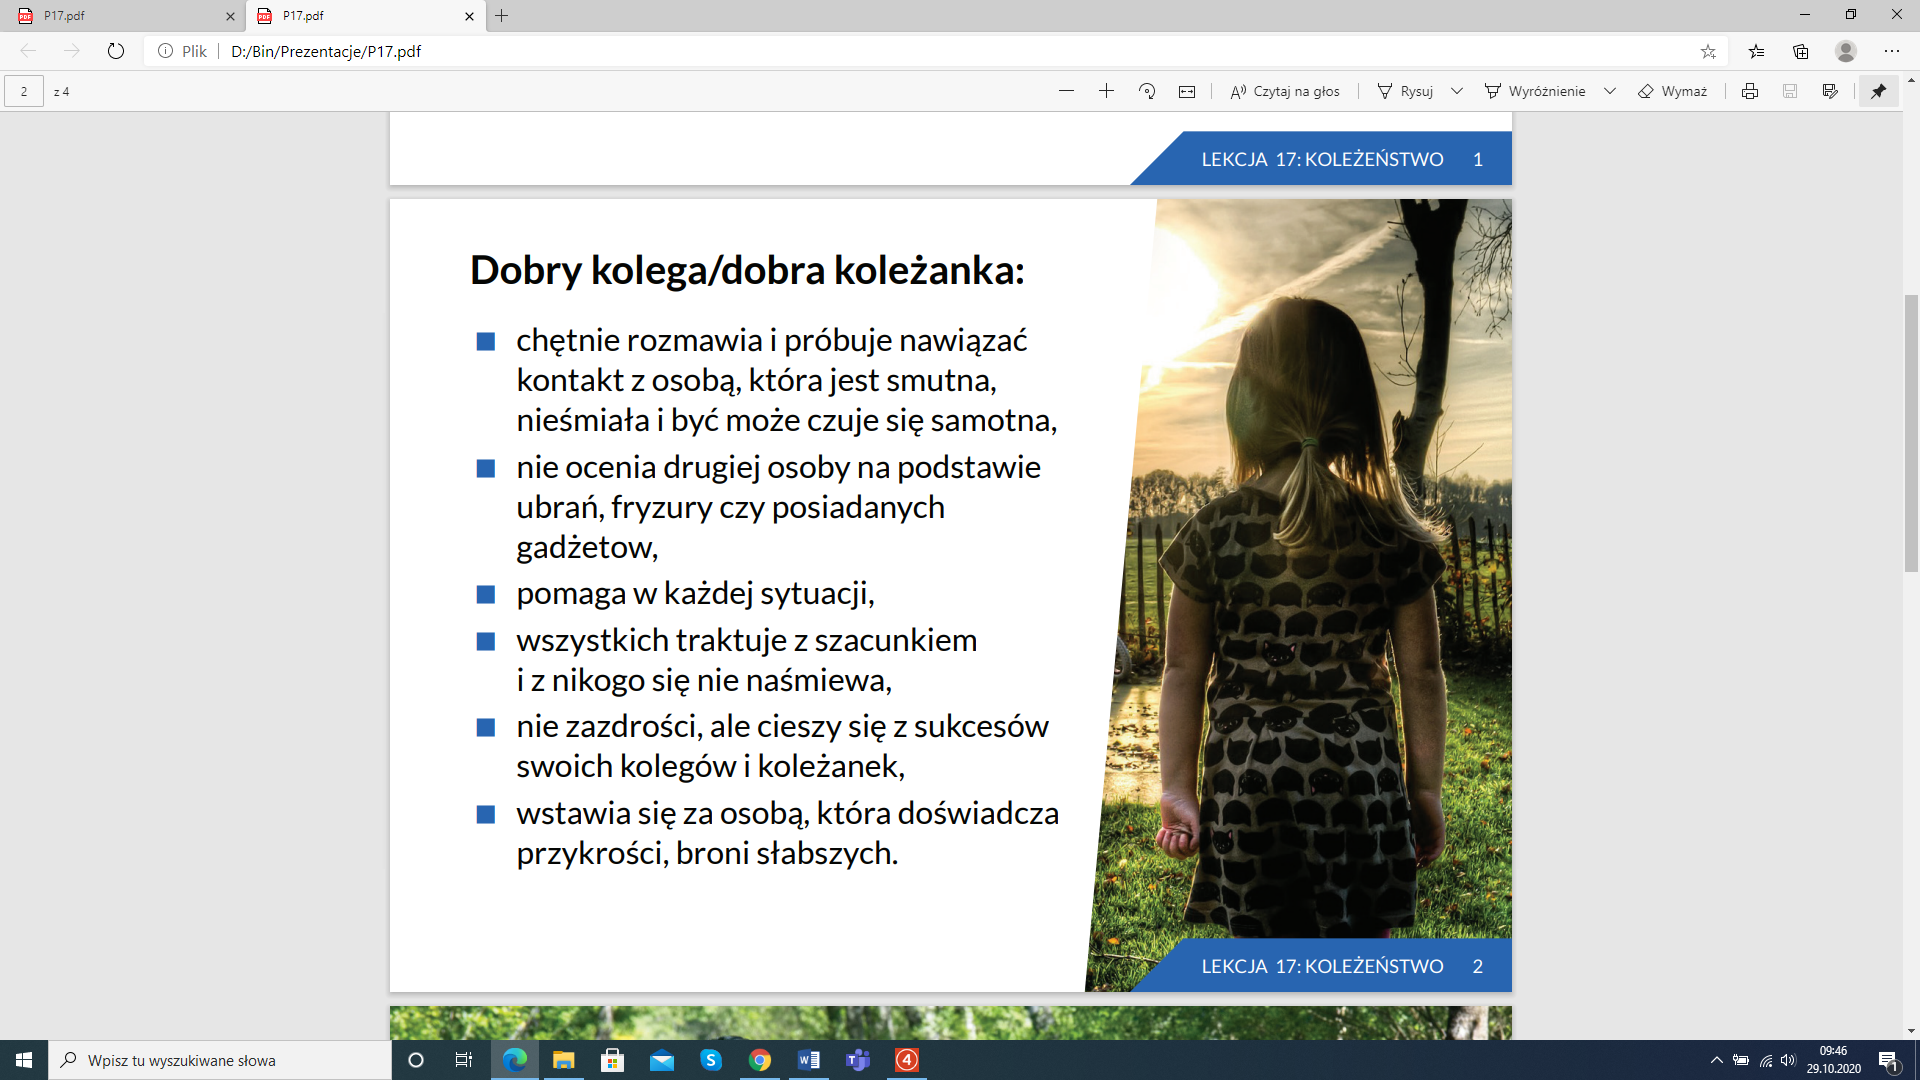 P17.pdf
P17.pdf
Plik
D:/Bin/Prezentacje/P17.pdf
2 z 4
Czytaj na głos
Rysuj
Wyróżnienie
Wymaż
LEKCJA 17: KOLEŻEŃSTWO 1
Dobry kolega/dobra koleżanka:
chętnie rozmawia i próbuje nawiązać
kontakt z osobą, która jest smutna,
nieśmiała i być może czuje się samotna,
nie ocenia drugiej osoby na podstawie
ubrań, fryzury czy posiadanych
gadżetow,
pomaga w każdej sytuacji,
wszystkich traktuje z szacunkiem
i z nikogo się nie naśmiewa,
nie zazdrości, ale cieszy się z sukcesów
swoich kolegów i koleżanek,
wstawia się za osobą, która doświadcza
przykrości, broni słabszych.
LEKCJA 17: KOLEŻEŃSTWO 2
Wpisz tu wyszukiwane słowa
4
09:46
29.10.2020
1